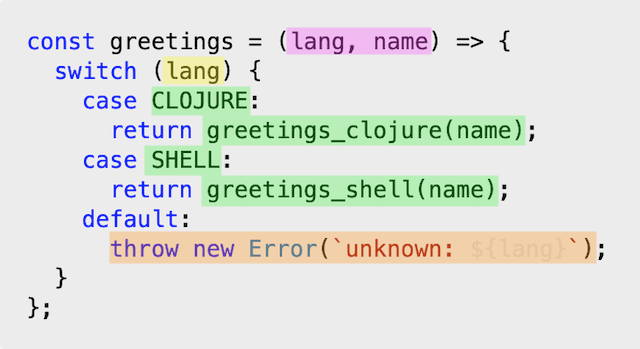 const greetings = (lang, name) => {
switch (lang) {
case CLOJURE:
return greetings_clojure(name);
case SHELL:
return greetings_shell(name);
default:
throw new Error(`unknown: ${lang}`);
}
};